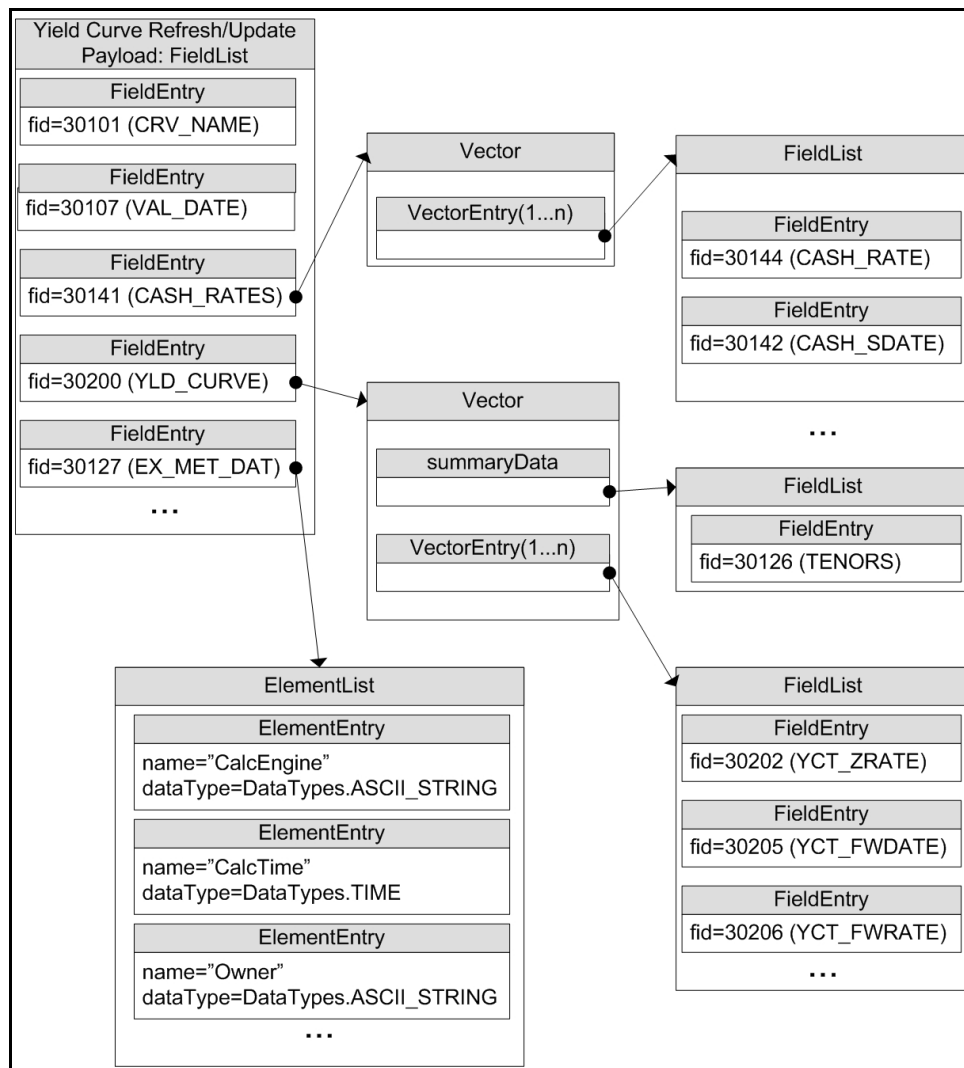 Yield Curve Refresh/Update
Payload: FieldList
FieldEntry
fid=30101 (CRV_NAME)
FieldEntry
fid=30107 (VAL_DATE)
FieldEntry
fid=30141 (CASH_RATES)
FieldEntry
fid=30200 (YLD_CURVE)
FieldEntry
fid=30127 (EX_MET_DAT)
...
Vector
VectorEntry(1...n)
FieldList
FieldEntry
fid=30144 (CASH_RATE)
FieldEntry
fid=30142 (CASH_SDATE)
...
Vector
summaryData
VectorEntry(1...n)
FieldList
FieldEntry
fid=30126 (TENORS)
FieldList
FieldEntry
fid=30202 (YCT_ZRATE)
FieldEntry
fid=30205 (YCT_FWDATE)
FieldEntry
fid=30206 (YCT_FWRATE)
...
ElementList
ElementEntry
name=”CalcEngine”
dataType=DataTypes.ASCII_STRING
ElementEntry
name=”CalcTime”
dataType=DataTypes.TIME
ElementEntry
name=”Owner”
dataType=DataTypes.ASCII_STRING
...